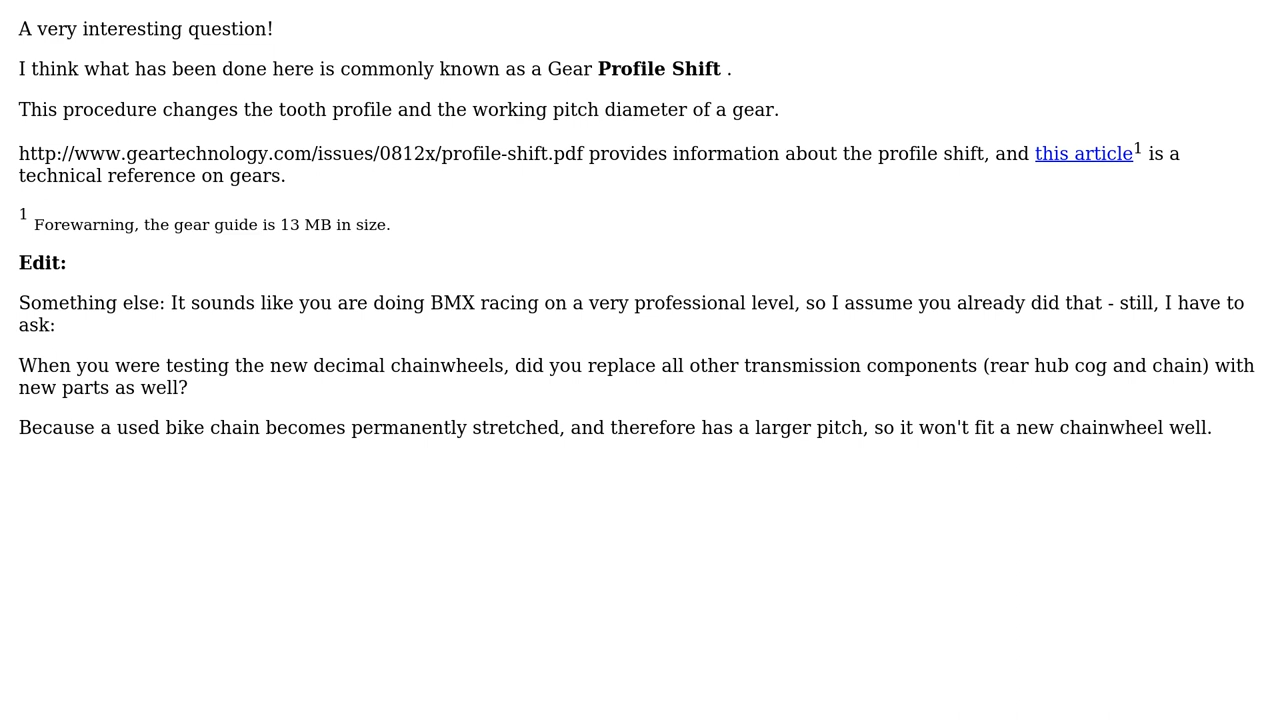 A very interesting question!
I think what has been done here is commonly known as a Gear Profile Shift .
This procedure changes the tooth profile and the working pitch diameter of a gear.
http://www.geartechnology.com/issues/0812x/profile-shift.pdf provides information about the profile shift, and this article1 is a
technical reference on gears.
1 Forewarning, the gear guide is 13 MB in size.
Edit:
Something else: It sounds like you are doing BMX racing on a very professional level, so I assume you already did that - still, I have to
ask:
When you were testing the new decimal chainwheels, did you replace all other transmission components (rear hub cog and chain) with
new parts as well?
Because a used bike chain becomes permanently stretched, and therefore has a larger pitch, so it won't fit a new chainwheel well.